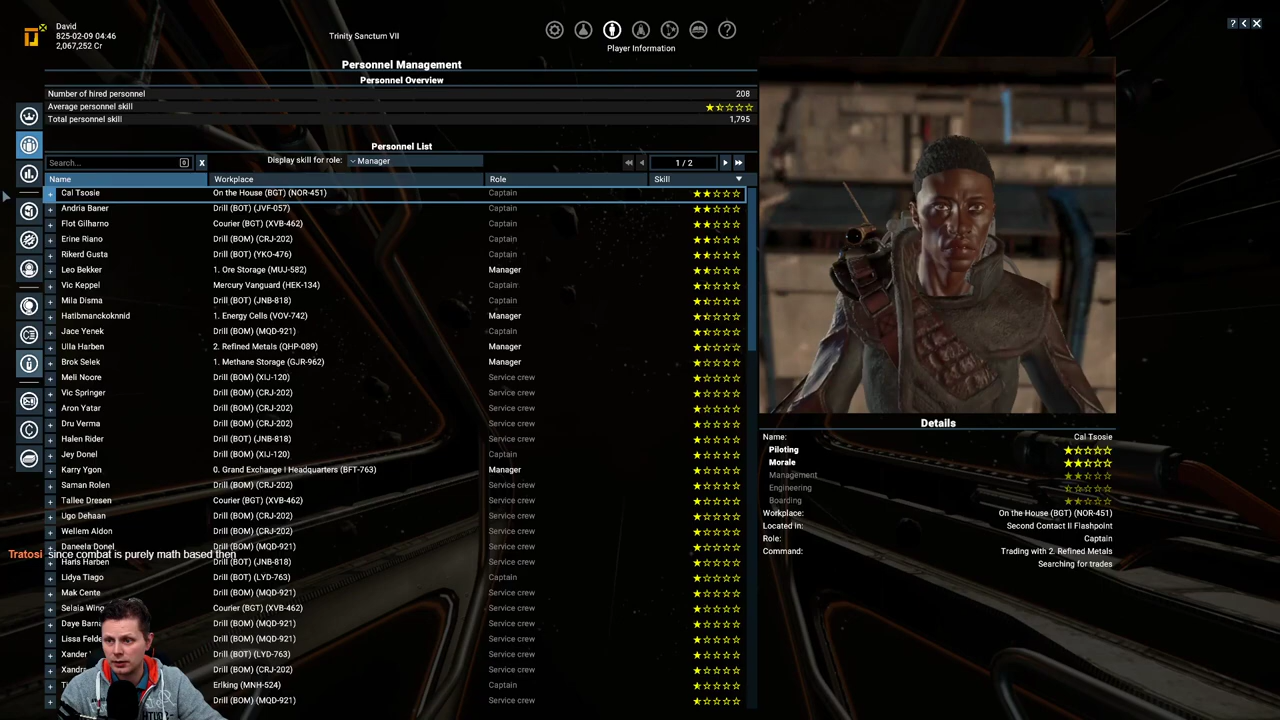 David
825-02-09 04:46
2,067,252 Cr
Trinity Sanctum VII
Player Information
?
Personnel Management
Personnel Overview
Number of hired personnel 208
Average personnel skill
Total personnel skill 1,795
Personnel List
Search... X Display skill for role: Manager 1 / 2
Name Workplace Role Skill
Cal Tsosie On the House (BGT) (NOR-451) Captain
Andria Baner Drill (BOT) (JVF-057) Captain
Flot Gilharno Courier (BGT) (XVB-462) Captain
Erine Riano Drill (BOM) (CRJ-202) Captain
Rikerd Gusta Drill (BOT) (YKO-476) Captain
Leo Bekker 1. Ore Storage (MUJ-582) Manager
Vic Keppel Mercury Vanguard (HEK-134) Captain
Mila Disma Drill (BOT) (JNB-818) Captain
Hatibmanckoknnid 1. Energy Cells (VOV-742) Manager
Jace Yenek Drill (BOM) (MQD-921) Captain
Ulla Harben 2. Refined Metals (QHP-089) Manager
Brok Selek 1. Methane Storage (GJR-962) Manager
Meli Noore Drill (BOM) (XIJ-120) Service crew
Vic Springer Drill (BOM) (CRJ-202) Service crew
Aron Yatar Drill (BOM) (CRJ-202) Service crew
Dru Verma Drill (BOM) (CRJ-202) Service crew
Halen Rider Drill (BOT) (JNB-818) Service crew
Jey Donel Drill (BOM) (XIJ-120) Captain
Karry Ygon 0. Grand Exchange I Headquarters (BFT-763) Manager
Saman Rolen Drill (BOM) (CRJ-202) Service crew
Tallee Dresen Courier (BGT) (XVB-462) Service crew
Ugo Dehaan Drill (BOM) (CRJ-202) Service crew
Wellem Aldon Drill (BOM) (CRJ-202) Service crew
Daneela Donel Drill (BOM) (MQD-921) Service crew
Tratosi since combat is purely math based then
Haris Harben Drill (BOT) (JNB-818) Service crew
Lidya Tiago Drill (BOT) (LYD-763) Captain
Mak Cente Drill (BOM) (MQD-921) Service crew
Selaia Wing Courier (BGT) (XVB-462) Service crew
Daye Barna Drill (BOM) (MQD-921) Service crew
Lissa Felde Drill (BOM) (MQD-921) Service crew
Xander Drill (BOT) (LYD-763) Service crew
Xandra Drill (BOM) (CRJ-202) Service crew
Erlking (MNH-524) Captain
Drill (BOM) (MQD-921) Service crew
Details
Name: Cal Tsosie
Piloting
Morale
Management
Engineering
Boarding
Workplace: On the House (BGT) (NOR-451)
Located in: Second Contact II Flashpoint
Role: Captain
Command: Trading with 2. Refined Metals
Searching for trades